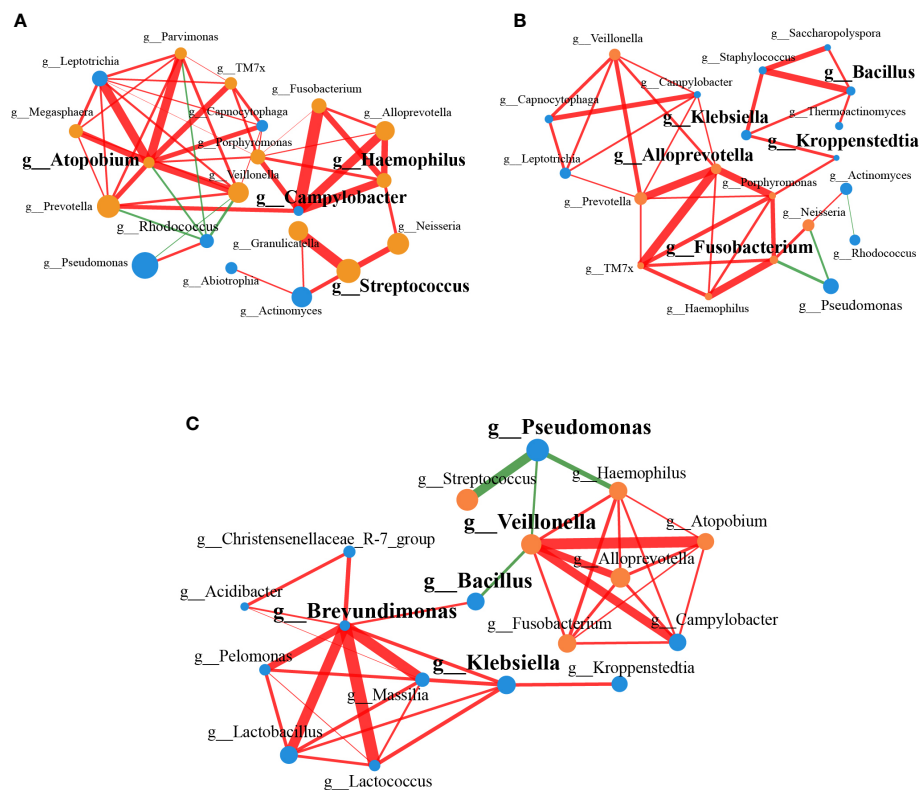 A
g__Parvimonas
g__Leptotrichia
g__TM7x
g__Fusobacterium
g__Megasphaera
g__Capnocytophaga
g__Alloprevotella
g__Porphyromonas
g__Atopobium
g__Haemophilus
g__Veillonella
g__Campylobacter
g__Prevotella
g__Rhodococcus
g__Granulicatella
g__Neisseria
g__Pseudomonas
g__Abiotrophia
g__Streptococcus
g__Actinomyces
B
g__Saccharopolyspora
g__Veillonella
g__Staphylococcus
g__Bacillus
g__Campylobacter
g__Capnocytophaga
g__Thermoactinomyces
g__Klebsiella
g__Kroppenstedtia
g__Alloprevotella
g__Leptotrichia
g__Actinomyces
g__Porphyromonas
g__Prevotella
g__Neisseria
g__Fusobacterium
g__Rhodococcus
g__TM7x
g__Pseudomonas
g__Haemophilus
C
g__Pseudomonas
g__Streptococcus
g__Haemophilus
g__Veillonella
g__Atopobium
g__Christensenellaceae_R-7_group
g__Alloprevotella
g__Bacillus
g__Acidibacter
g__Brevundimonas
g__Fusobacterium
g__Campylobacter
g__Pelomonas
g__Klebsiella
g__Kroppenstedtia
g__Massilia
g__Lactobacillus
g__Lactococcus